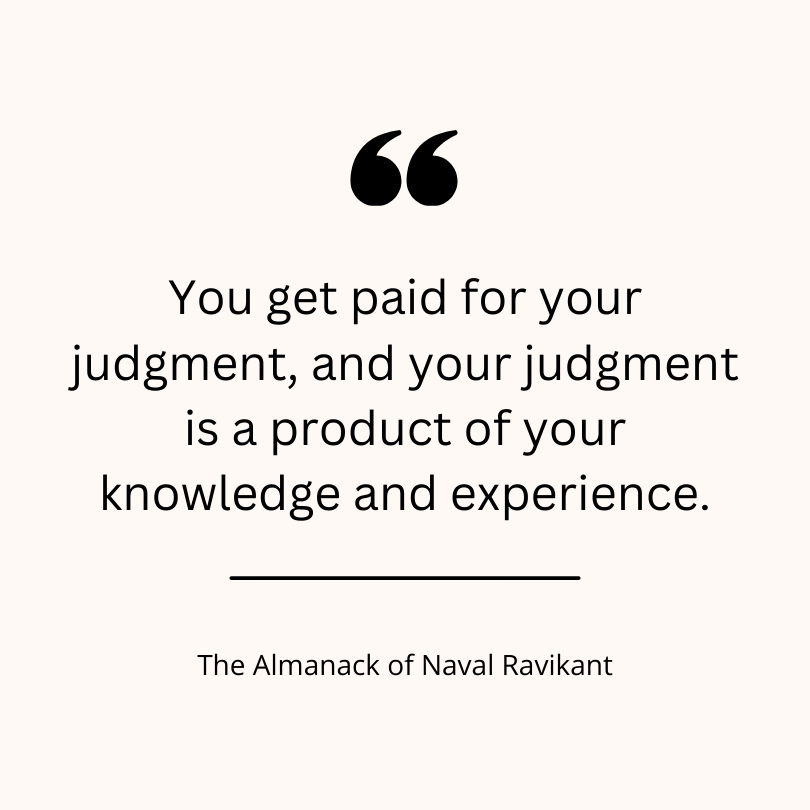 ❝
You get paid for your
judgment, and your judgment
is a product of your
knowledge and experience.
The Almanack of Naval Ravikant